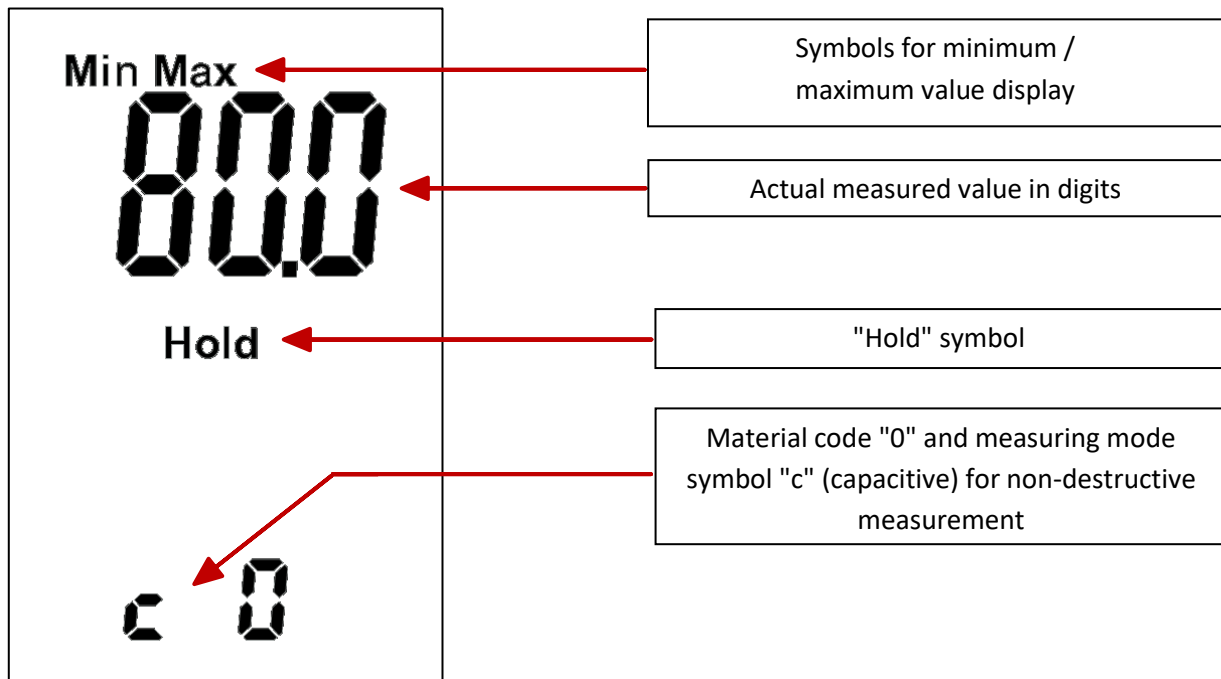 Min Max
Symbols for minimum /
maximum value display
80.0
Actual measured value in digits
Hold
"Hold" symbol
Material code "0" and measuring mode
symbol "c" (capacitive) for non-destructive
measurement
c 0